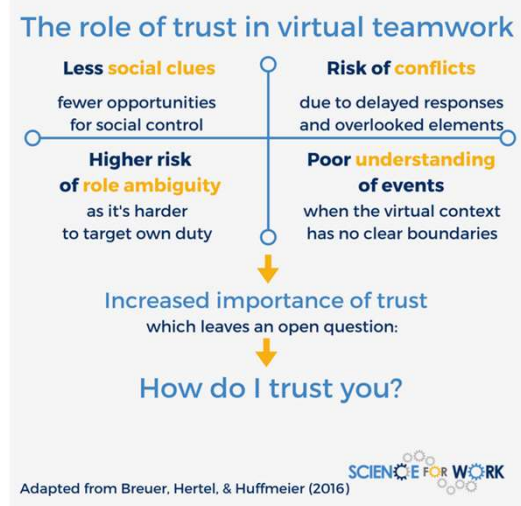 The role of trust in virtual teamwork
Less social clues
fewer opportunities
for social control
Risk of conflicts
due to delayed responses
and overlooked elements
Higher risk
of role ambiguity
as it's harder
to target own duty
Poor understanding
of events
when the virtual context
has no clear boundaries
Increased importance of trust
which leaves an open question:
How do I trust you?
SCIENCE FOR WORK
Adapted from Breuer, Hertel, & Huffmeier (2016)